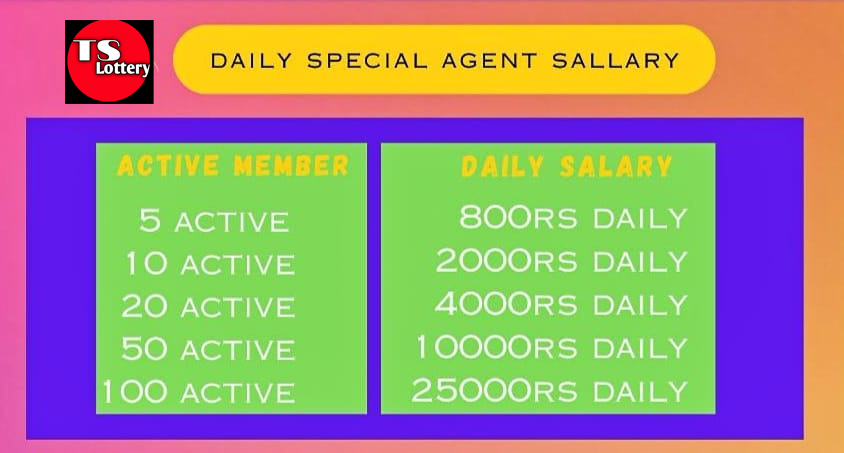 TS
Lottery
DAILY SPECIAL AGENT SALLARY
ACTIVE MEMBER DAILY SALARY
5 ACTIVE 800RS DAILY
10 ACTIVE 2000RS DAILY
20 ACTIVE 4000RS DAILY
50 ACTIVE 10000RS DAILY
100 ACTIVE 25000RS DAILY